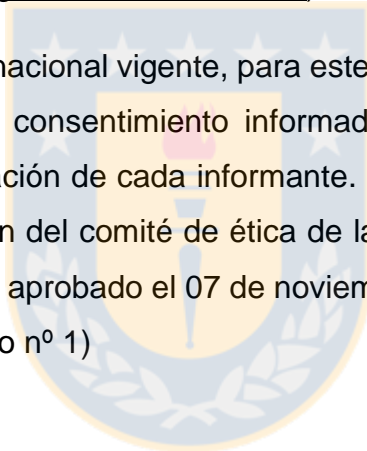 nacional vigente, para este
consentimiento informad
ación de cada informante.
n del comité de ética de la
aprobado el 07 de noviem
o nº 1)